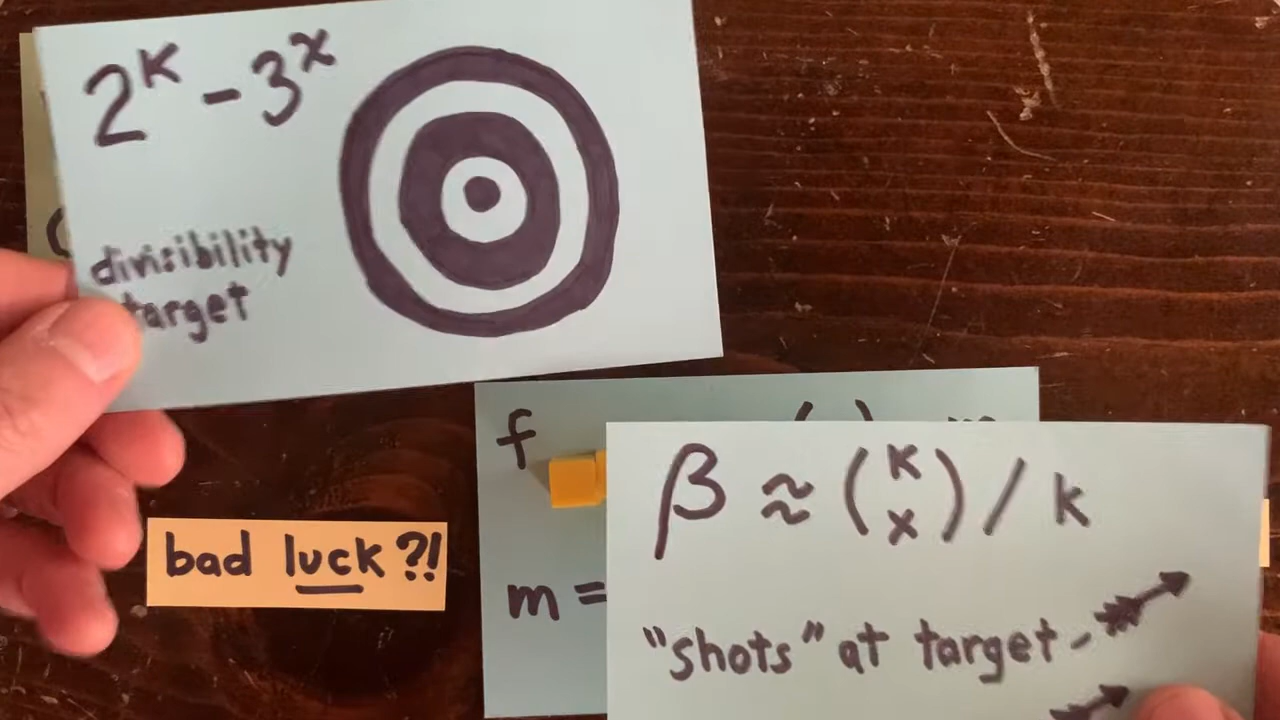 2^k - 3^x
divisibility
target
bad luck ?!
f
m =
β ≈ (k x) / k
"shots" at target